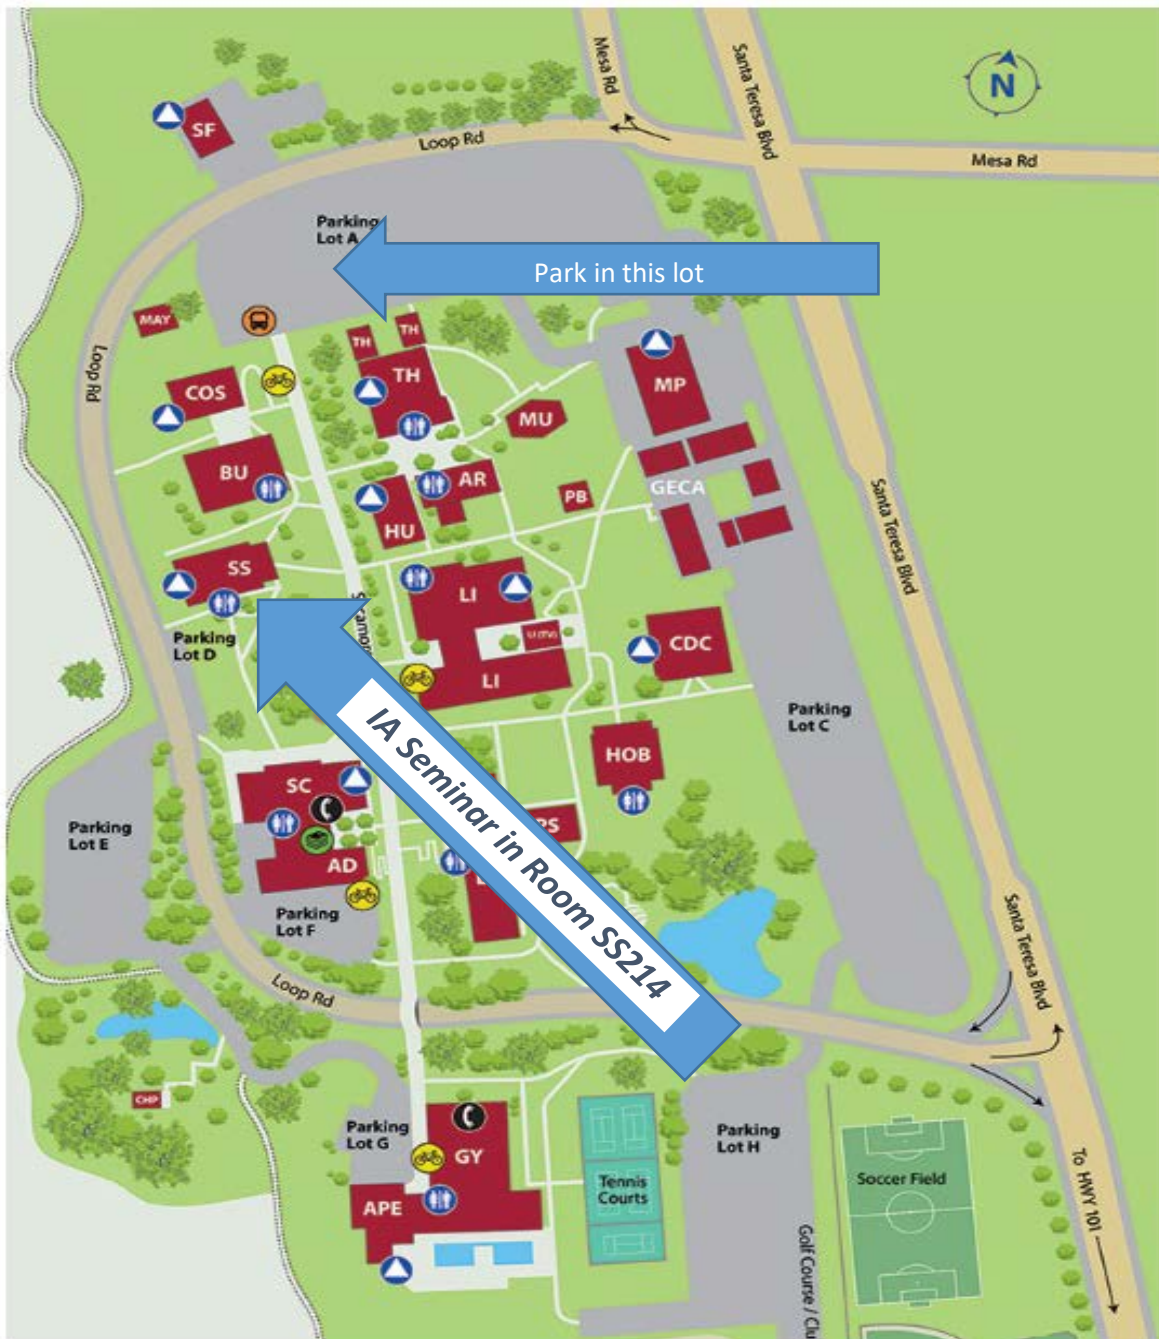 Mesa Rd
Santa Teresa Blvd
N
SF
Loop Rd
Mesa Rd
Parking
Lot A
Park in this lot
MAY
TH
TH
TH
MP
COS
MU
Loop Rd
BU
AR
PB
GECA
HU
Santa Teresa Blvd
SS
LI
Parking
Lot D
CDC
LI
Parking
Lot C
IA Seminar in Room SS214
HOB
SC
Parking
Lot E
AD
Parking
Lot F
Santa Teresa Blvd
Loop Rd
CHP
Parking
Lot G
GY
Parking
Lot H
Soccer Field
Tennis
Courts
APE
To HWY 101
Golf Course /